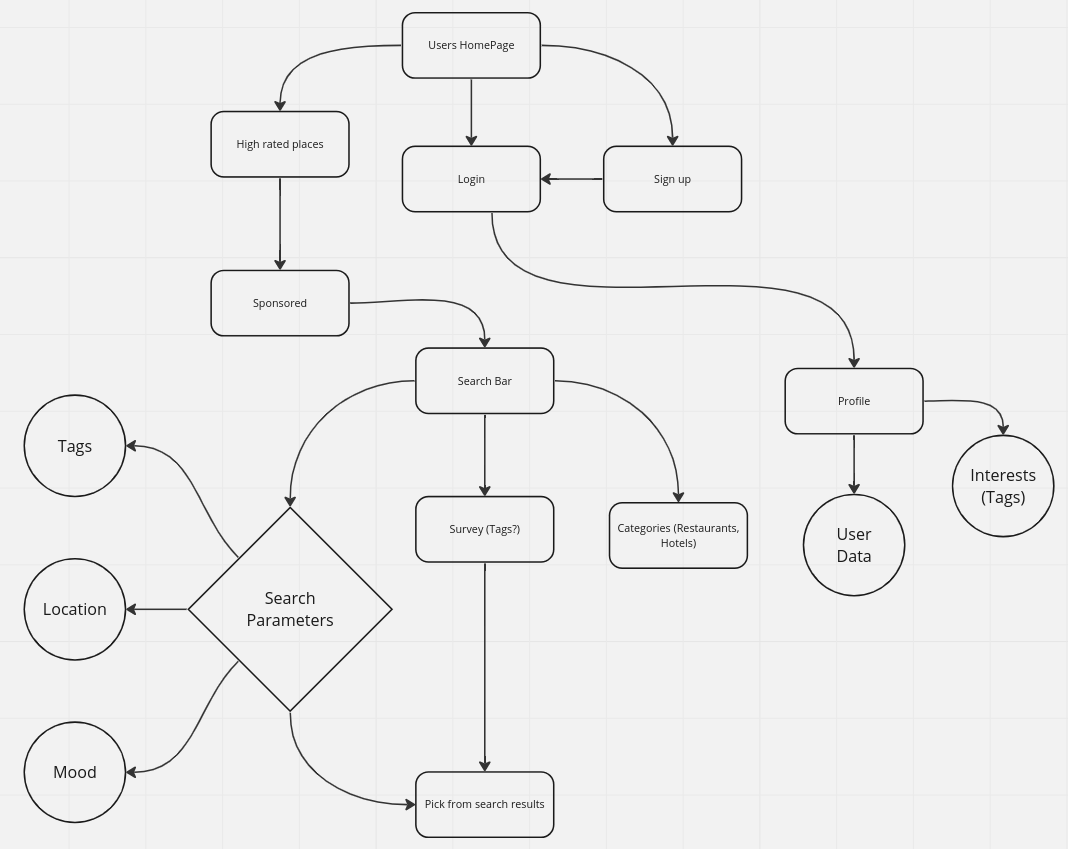 Users HomePage
High rated places
Login
Sign up
Sponsored
Search Bar
Profile
Tags
Interests
(Tags)
Survey (Tags?)
Categories (Restaurants,
Hotels)
User
Data
Location
Search
Parameters
Mood
Pick from search results